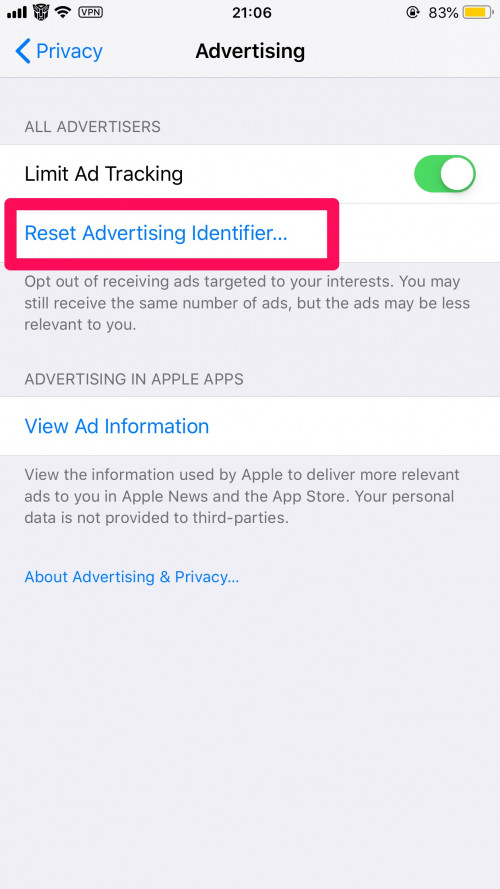 VPN 21:06 83%
Privacy Advertising
ALL ADVERTISERS
Limit Ad Tracking
Reset Advertising Identifier...
Opt out of receiving ads targeted to your interests. You may
still receive the same number of ads, but the ads may be less
relevant to you.
ADVERTISING IN APPLE APPS
View Ad Information
View the information used by Apple to deliver more relevant
ads to you in Apple News and the App Store. Your personal
data is not provided to third-parties.
About Advertising & Privacy...